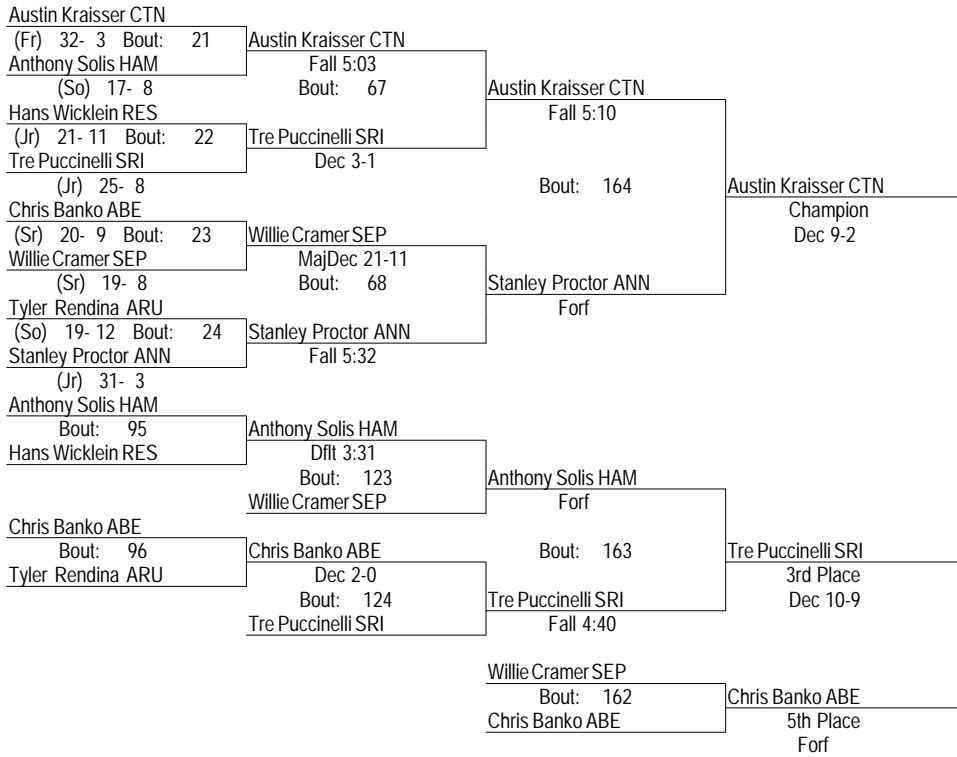 Austin Kraisser CTN
(Fr) 32- 3 Bout: 21 Austin Kraisser CTN
Anthony Solis HAM Fall 5:03
(So) 17- 8 Bout: 67 Austin Kraisser CTN
Hans Wicklein RES Fall 5:10
(Jr) 21- 11 Bout: 22 Tre Puccinelli SRI
Tre Puccinelli SRI Dec 3-1
(Jr) 25- 8 Bout: 164 Austin Kraisser CTN
Chris Banko ABE Champion
(Sr) 20- 9 Bout: 23 Willie Cramer SEP Dec 9-2
Willie Cramer SEP MajDec 21-11
(Sr) 19- 8 Bout: 68 Stanley Proctor ANN
Tyler Rendina ARU Forf
(So) 19- 12 Bout: 24 Stanley Proctor ANN
Stanley Proctor ANN Fall 5:32
(Jr) 31- 3
Anthony Solis HAM
Bout: 95 Anthony Solis HAM
Hans Wicklein RES Dflt 3:31
Bout: 123 Anthony Solis HAM
Willie Cramer SEP Forf
Chris Banko ABE
Bout: 96 Chris Banko ABE Bout: 163 Tre Puccinelli SRI
Tyler Rendina ARU Dec 2-0 3rd Place
Bout: 124 Tre Puccinelli SRI Dec 10-9
Tre Puccinelli SRI Fall 4:40
Willie Cramer SEP
Bout: 162 Chris Banko ABE
Chris Banko ABE 5th Place
Forf